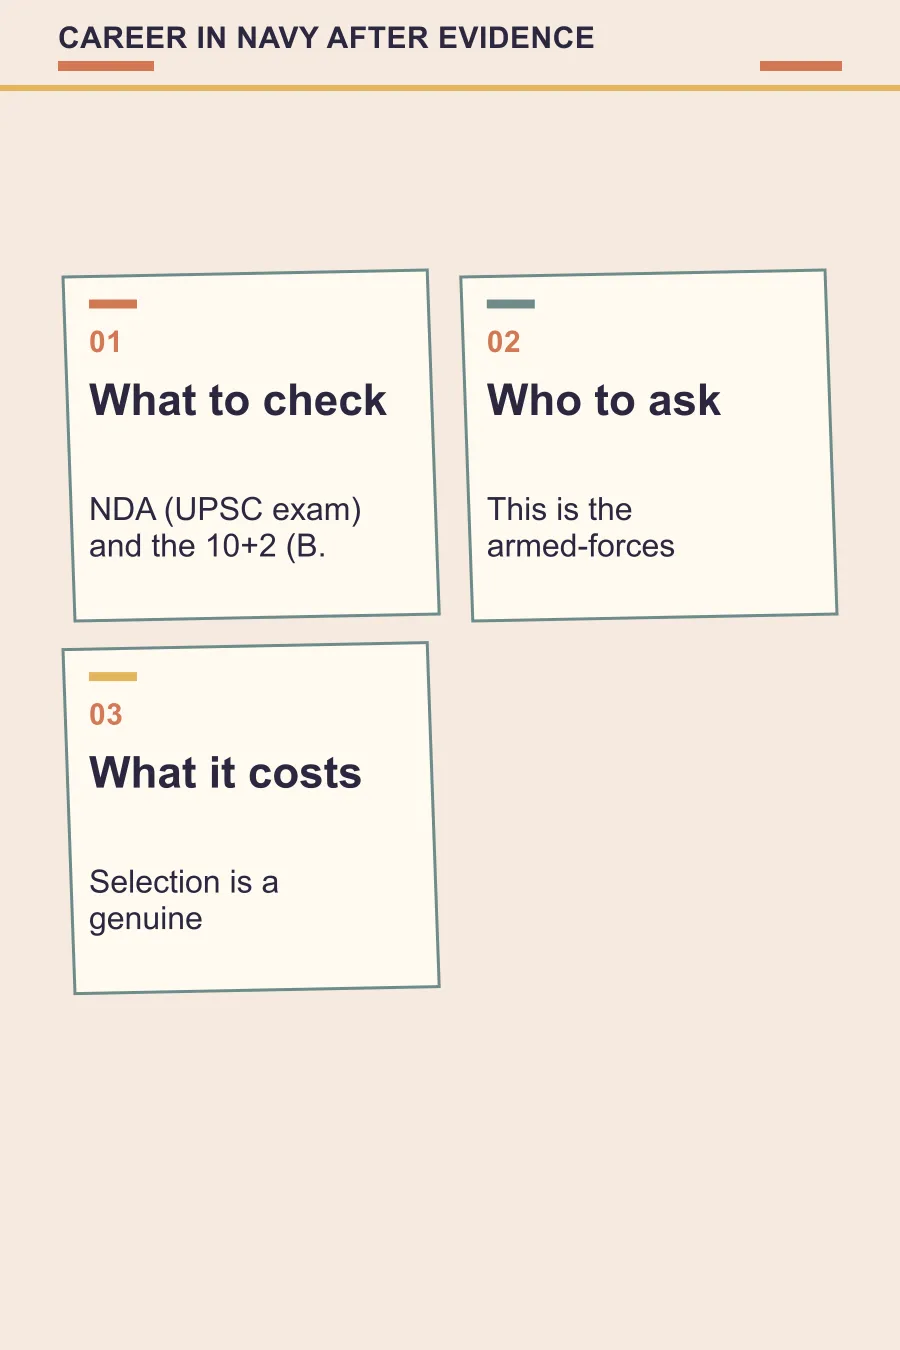 CAREER IN NAVY AFTER EVIDENCE
01
What to check
NDA (UPSC exam)
and the 10+2 (B.
02
Who to ask
This is the
armed-forces
03
What it costs
Selection is a
genuine